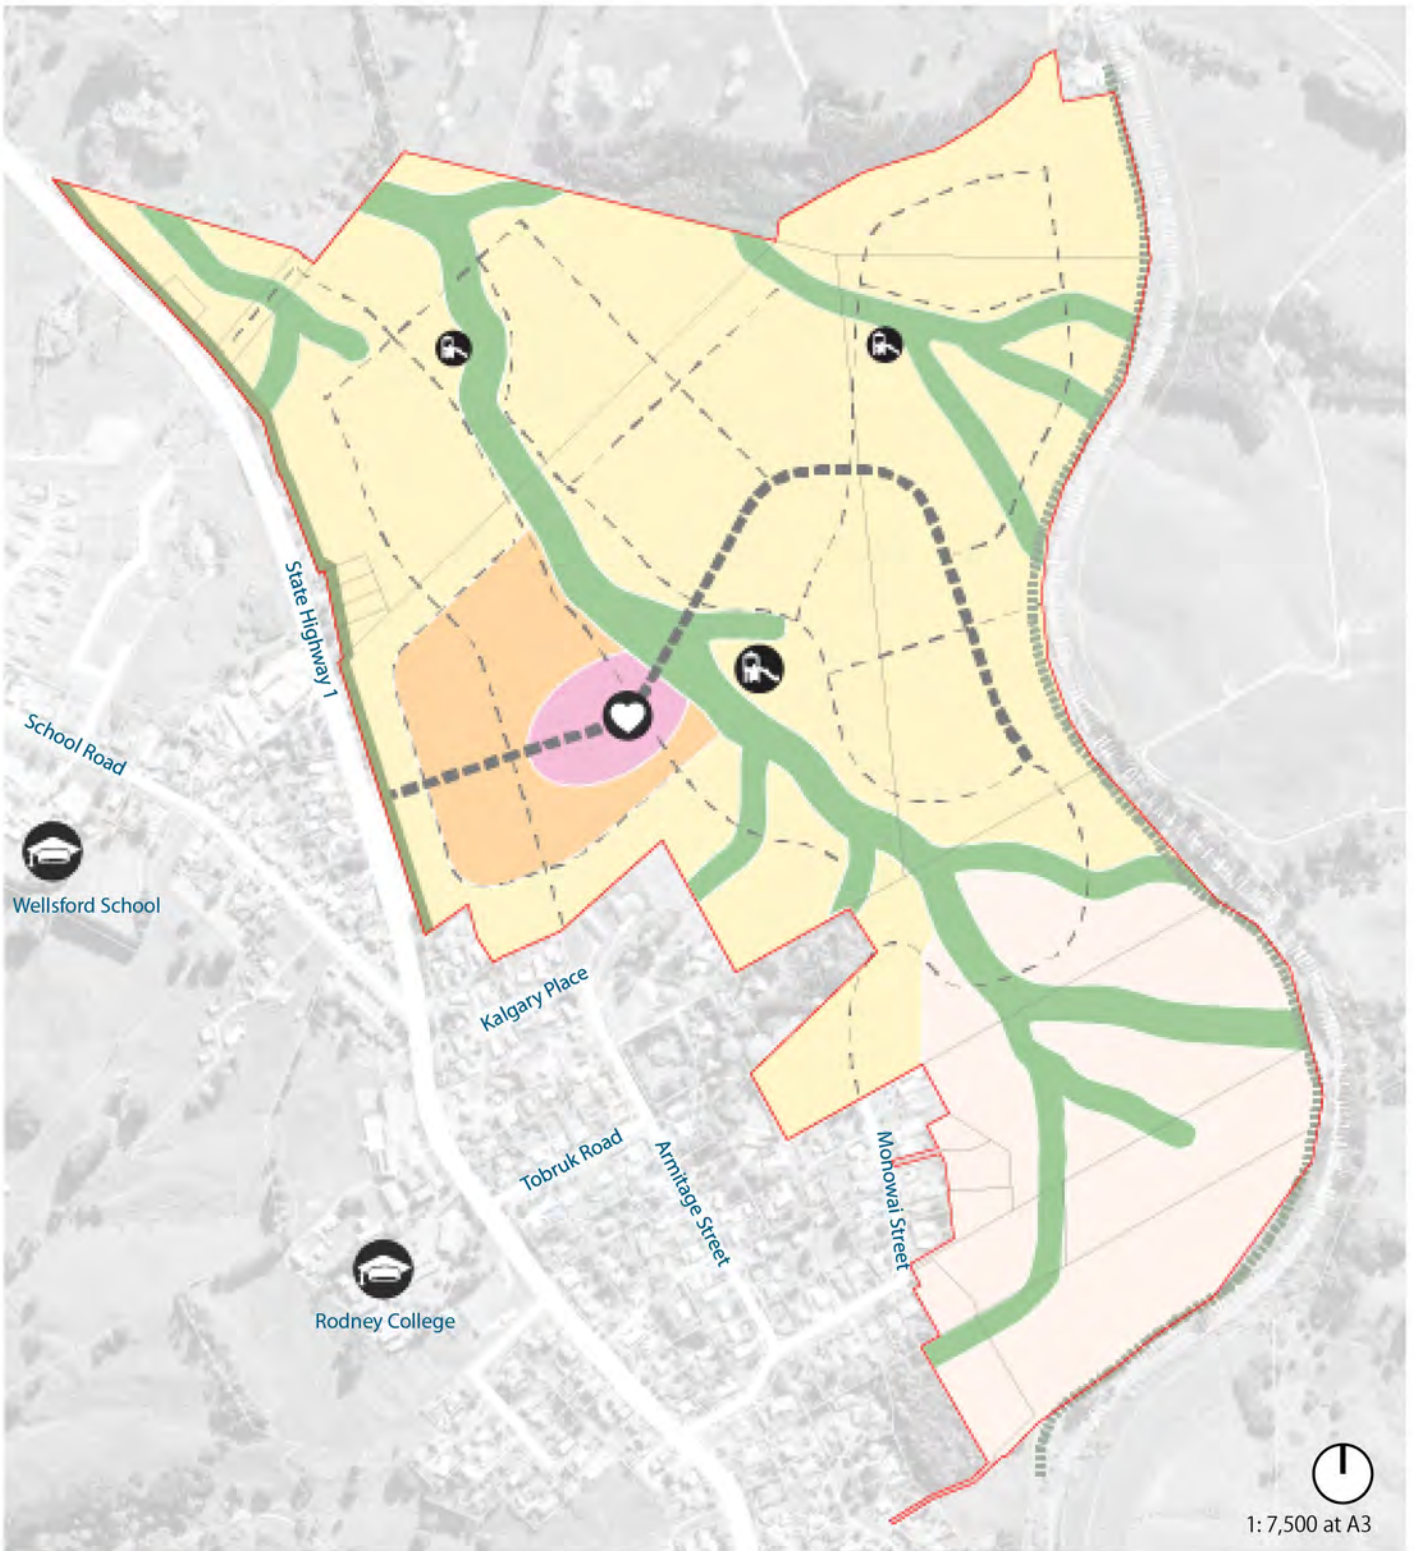 State Highway 1
School Road
Wellsford School
Kalgary Place
Tobruk Road
Armitage Street
Monowai Street
Rodney College
1: 7,500 at A3